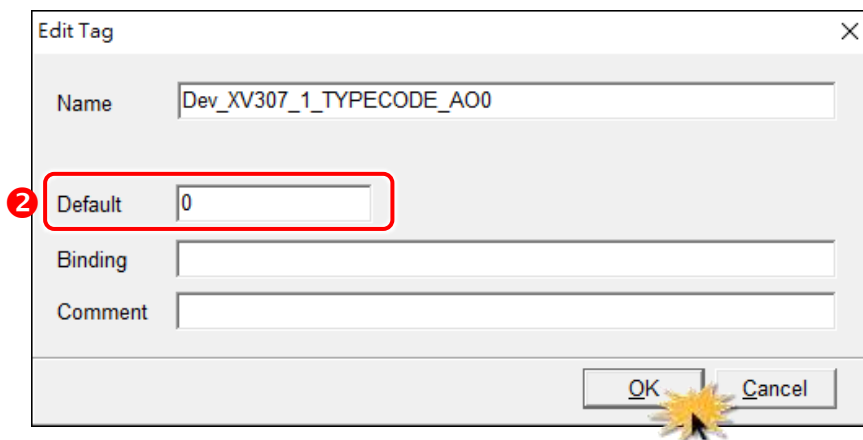 Edit Tag
Name Dev_XV307_1_TYPECODE_AO0
2 Default 0
Binding
Comment
OK Cancel